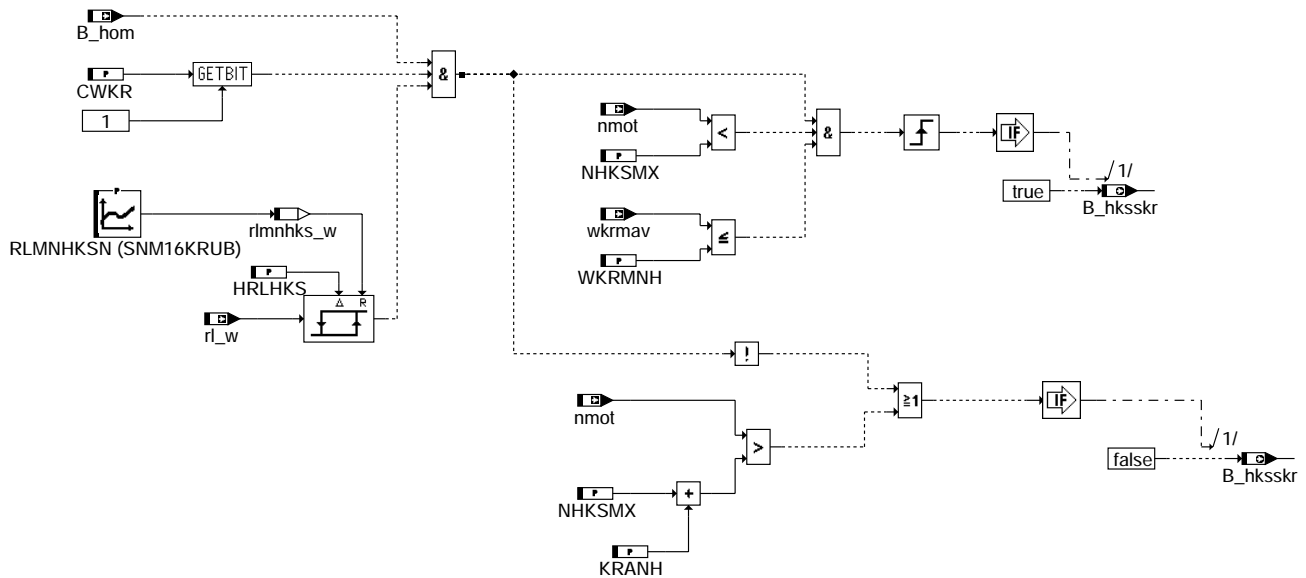 B_hom
CWKR
GETBIT
1
&
nmot
NHKSMX
<
&
IF
/1/
true
B_hksskr
wkrmav
WKRMNH
≤
P
RLMNHKSN (SNM16KRUB)
rlmnhks_w
P
HRLHKS
Δ R
rl_w
!
nmot
>
≥1
IF
/1/
false
B_hksskr
P
NHKSMX
+
P
KRANH
P
P
P